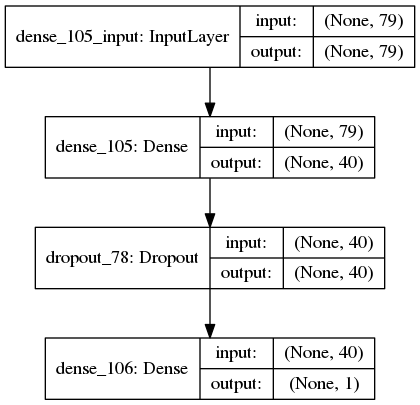 dense_105_input: InputLayer input: (None, 79)
output: (None, 79)
dense_105: Dense input: (None, 79)
output: (None, 40)
dropout_78: Dropout input: (None, 40)
output: (None, 40)
dense_106: Dense input: (None, 40)
output: (None, 1)